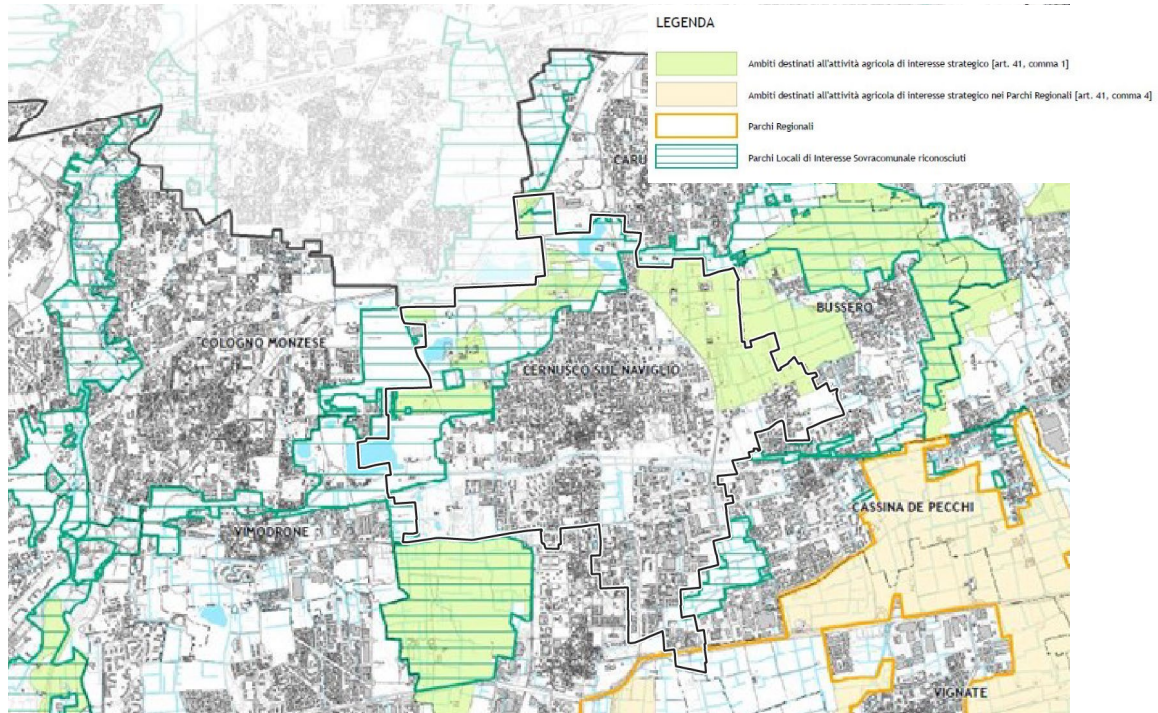 LEGENDA
Ambiti destinati all'attività agricola di interesse strategico [art. 41, comma 1]
Ambiti destinati all'attività agricola di interesse strategico nei Parchi Regionali [art. 41, comma 4]
Parchi Regionali
Parchi Locali di Interesse Sovracomunale riconosciuti
CARU
BUSSERO
COLOGNO MONZESE
CERNUSCO SUL NAVIGLIO
CASSINA DE PECCHI
VIMODRONE
VIGNATE